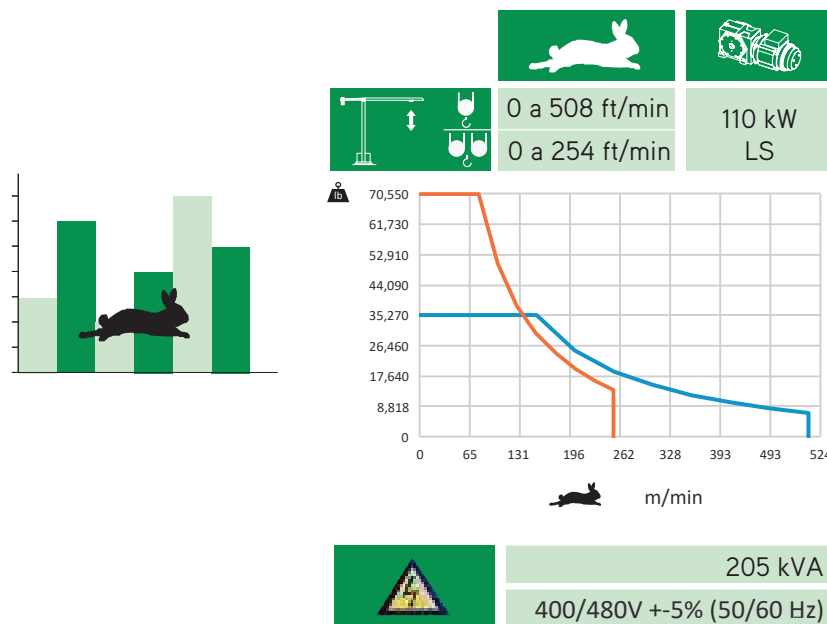 0 a 508 ft/min
0 a 254 ft/min
110 kW
LS
lb
70,550
61,730
52,910
44,090
35,270
26,460
17,640
8,818
0
0 65 131 196 262 328 393 493 524
m/min
205 kVA
400/480V +-5% (50/60 Hz)